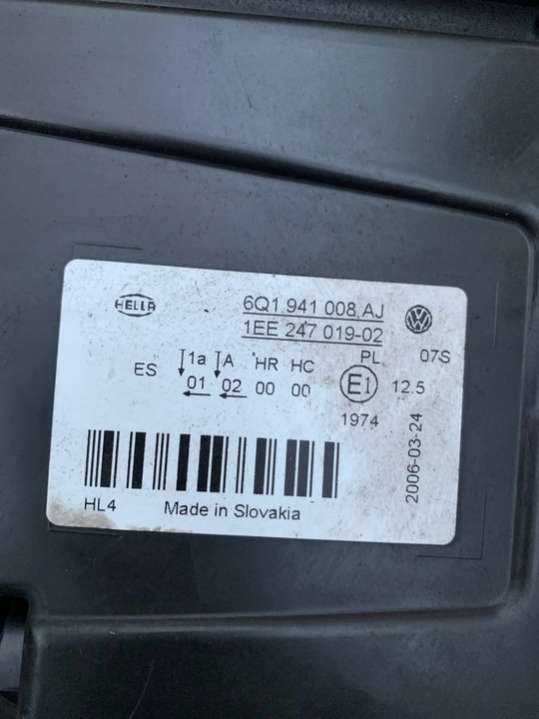 HELLA
6Q1 941 008 AJ
1EE 247 019-02
PL 07S
ES 1a A HR HC
01 02 00 00 E1 12.5
1974
2006-03-24
HL4 Made in Slovakia